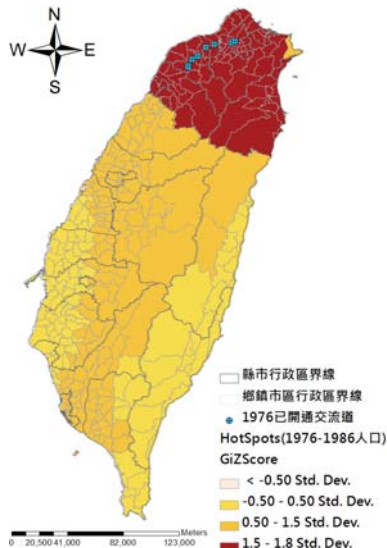 N
W E
S
縣市行政區界線
鄉鎮市區行政區界線
1976已開通交流道
HotSpots(1976-1986人口)
GiZScore
< -0.50 Std. Dev.
-0.50 - 0.50 Std. Dev.
0.50 - 1.5 Std. Dev.
1.5 - 1.8 Std. Dev.
Meters
0 20,500 41,000 82,000 123,000